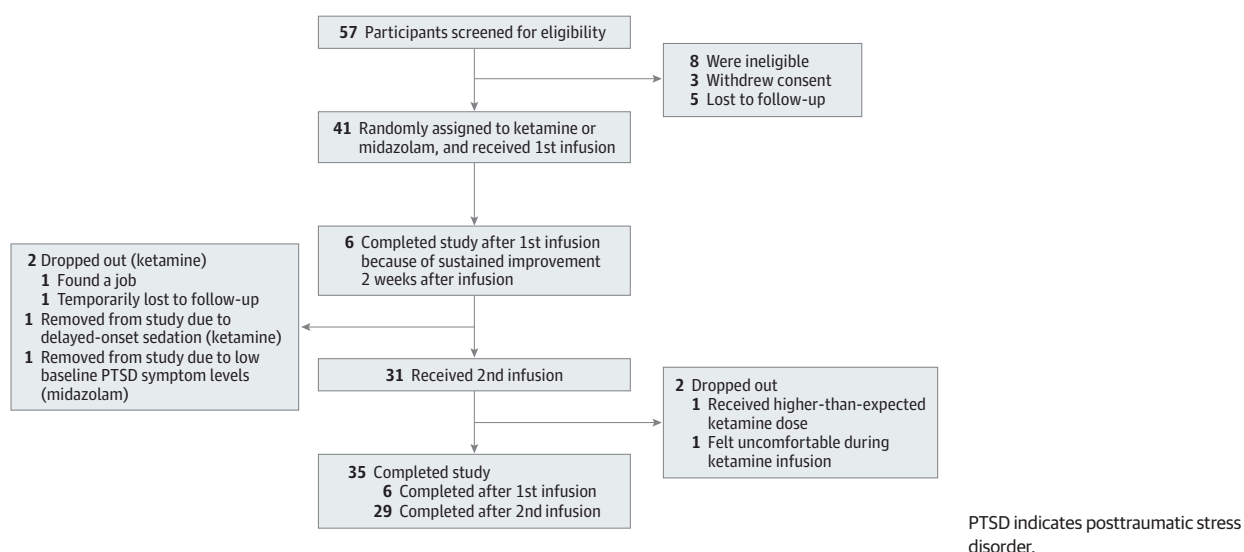 57 Participants screened for eligibility
8 Were ineligible
3 Withdrew consent
5 Lost to follow-up
41 Randomly assigned to ketamine or
midazolam, and received 1st infusion
6 Completed study after 1st infusion
because of sustained improvement
2 weeks after infusion
2 Dropped out (ketamine)
1 Found a job
1 Temporarily lost to follow-up
1 Removed from study due to
delayed-onset sedation (ketamine)
1 Removed from study due to low
baseline PTSD symptom levels
(midazolam)
31 Received 2nd infusion
2 Dropped out
1 Received higher-than-expected
ketamine dose
1 Felt uncomfortable during
ketamine infusion
35 Completed study
6 Completed after 1st infusion
29 Completed after 2nd infusion
PTSD indicates posttraumatic stress
disorder.